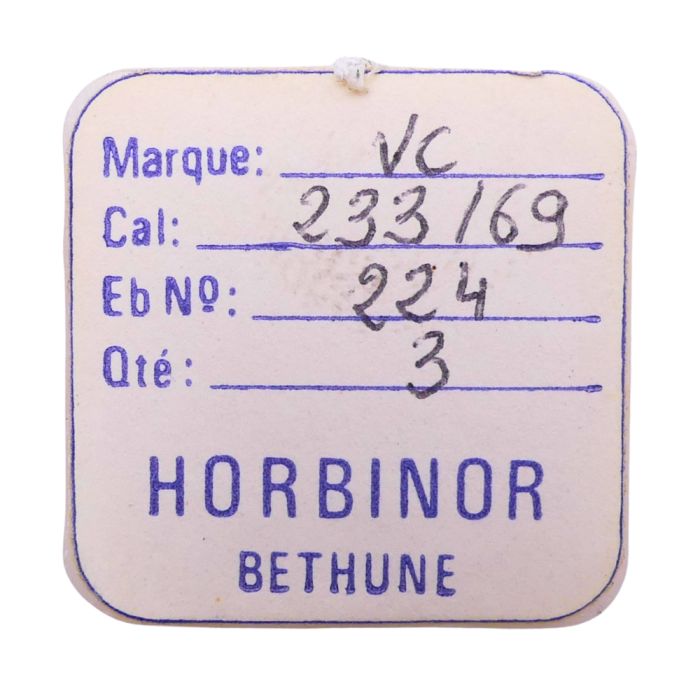 Marque: VC
Cal: 233/69
Eb Nº: 224
Qté: 3
HORBINOR
BETHUNE